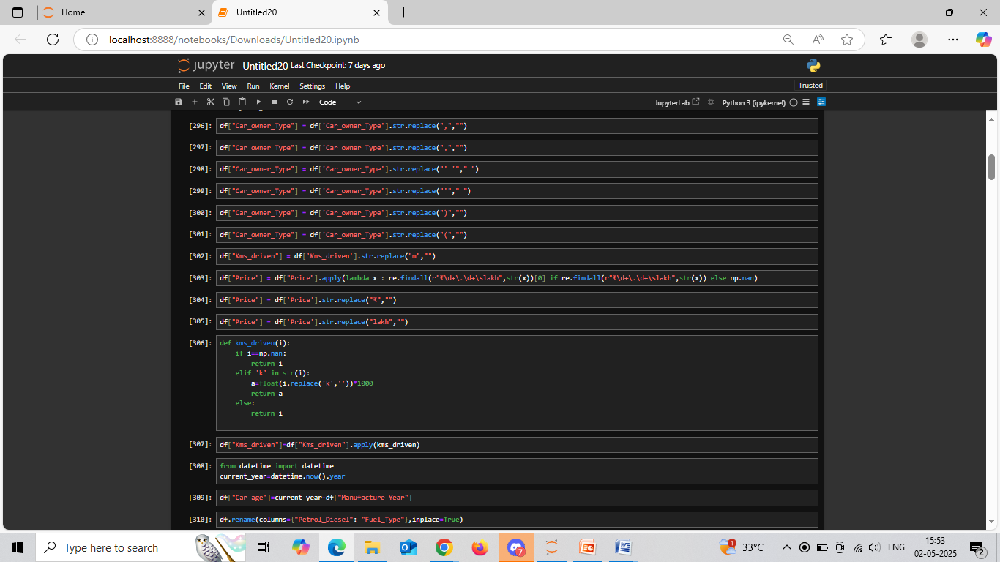 Home
Untitled20
localhost:8888/notebooks/Downloads/Untitled20.ipynb
jupyter Untitled20 Last Checkpoint: 7 days ago
File Edit View Run Kernel Settings Help
Trusted
Code
JupyterLab Python 3 (ipykernel)
[296]: df["Car_owner_Type"] = df['Car_owner_Type'].str.replace(",","")
[297]: df["Car_owner_Type"] = df['Car_owner_Type'].str.replace(",","")
[298]: df["Car_owner_Type"] = df['Car_owner_Type'].str.replace("' '"," ")
[299]: df["Car_owner_Type"] = df['Car_owner_Type'].str.replace("'"," ")
[300]: df["Car_owner_Type"] = df['Car_owner_Type'].str.replace(")","")
[301]: df["Car_owner_Type"] = df['Car_owner_Type'].str.replace("(","")
[302]: df["Kms_driven"] = df['Kms_driven'].str.replace("m","")
[303]: df["Price"] = df["Price"].apply(lambda x : re.findall(r"₹\d+\.\d+\slakh",str(x))[0] if re.findall(r"₹\d+\.\d+\slakh",str(x)) else np.nan)
[304]: df["Price"] = df['Price'].str.replace("₹","")
[305]: df["Price"] = df['Price'].str.replace("lakh","")
[306]: def kms_driven(i):
if i==np.nan:
return i
elif 'k' in str(i):
a=float(i.replace('k',''))*1000
return a
else:
return i
[307]: df["Kms_driven"]=df["Kms_driven"].apply(kms_driven)
[308]: from datetime import datetime
current_year=datetime.now().year
[309]: df["Car_age"]=current_year-df["Manufacture Year"]
[310]: df.rename(columns={"Petrol_Diesel": "Fuel_Type"},inplace=True)
Type here to search
7
1
33°C
ENG
15:53
02-05-2025
2